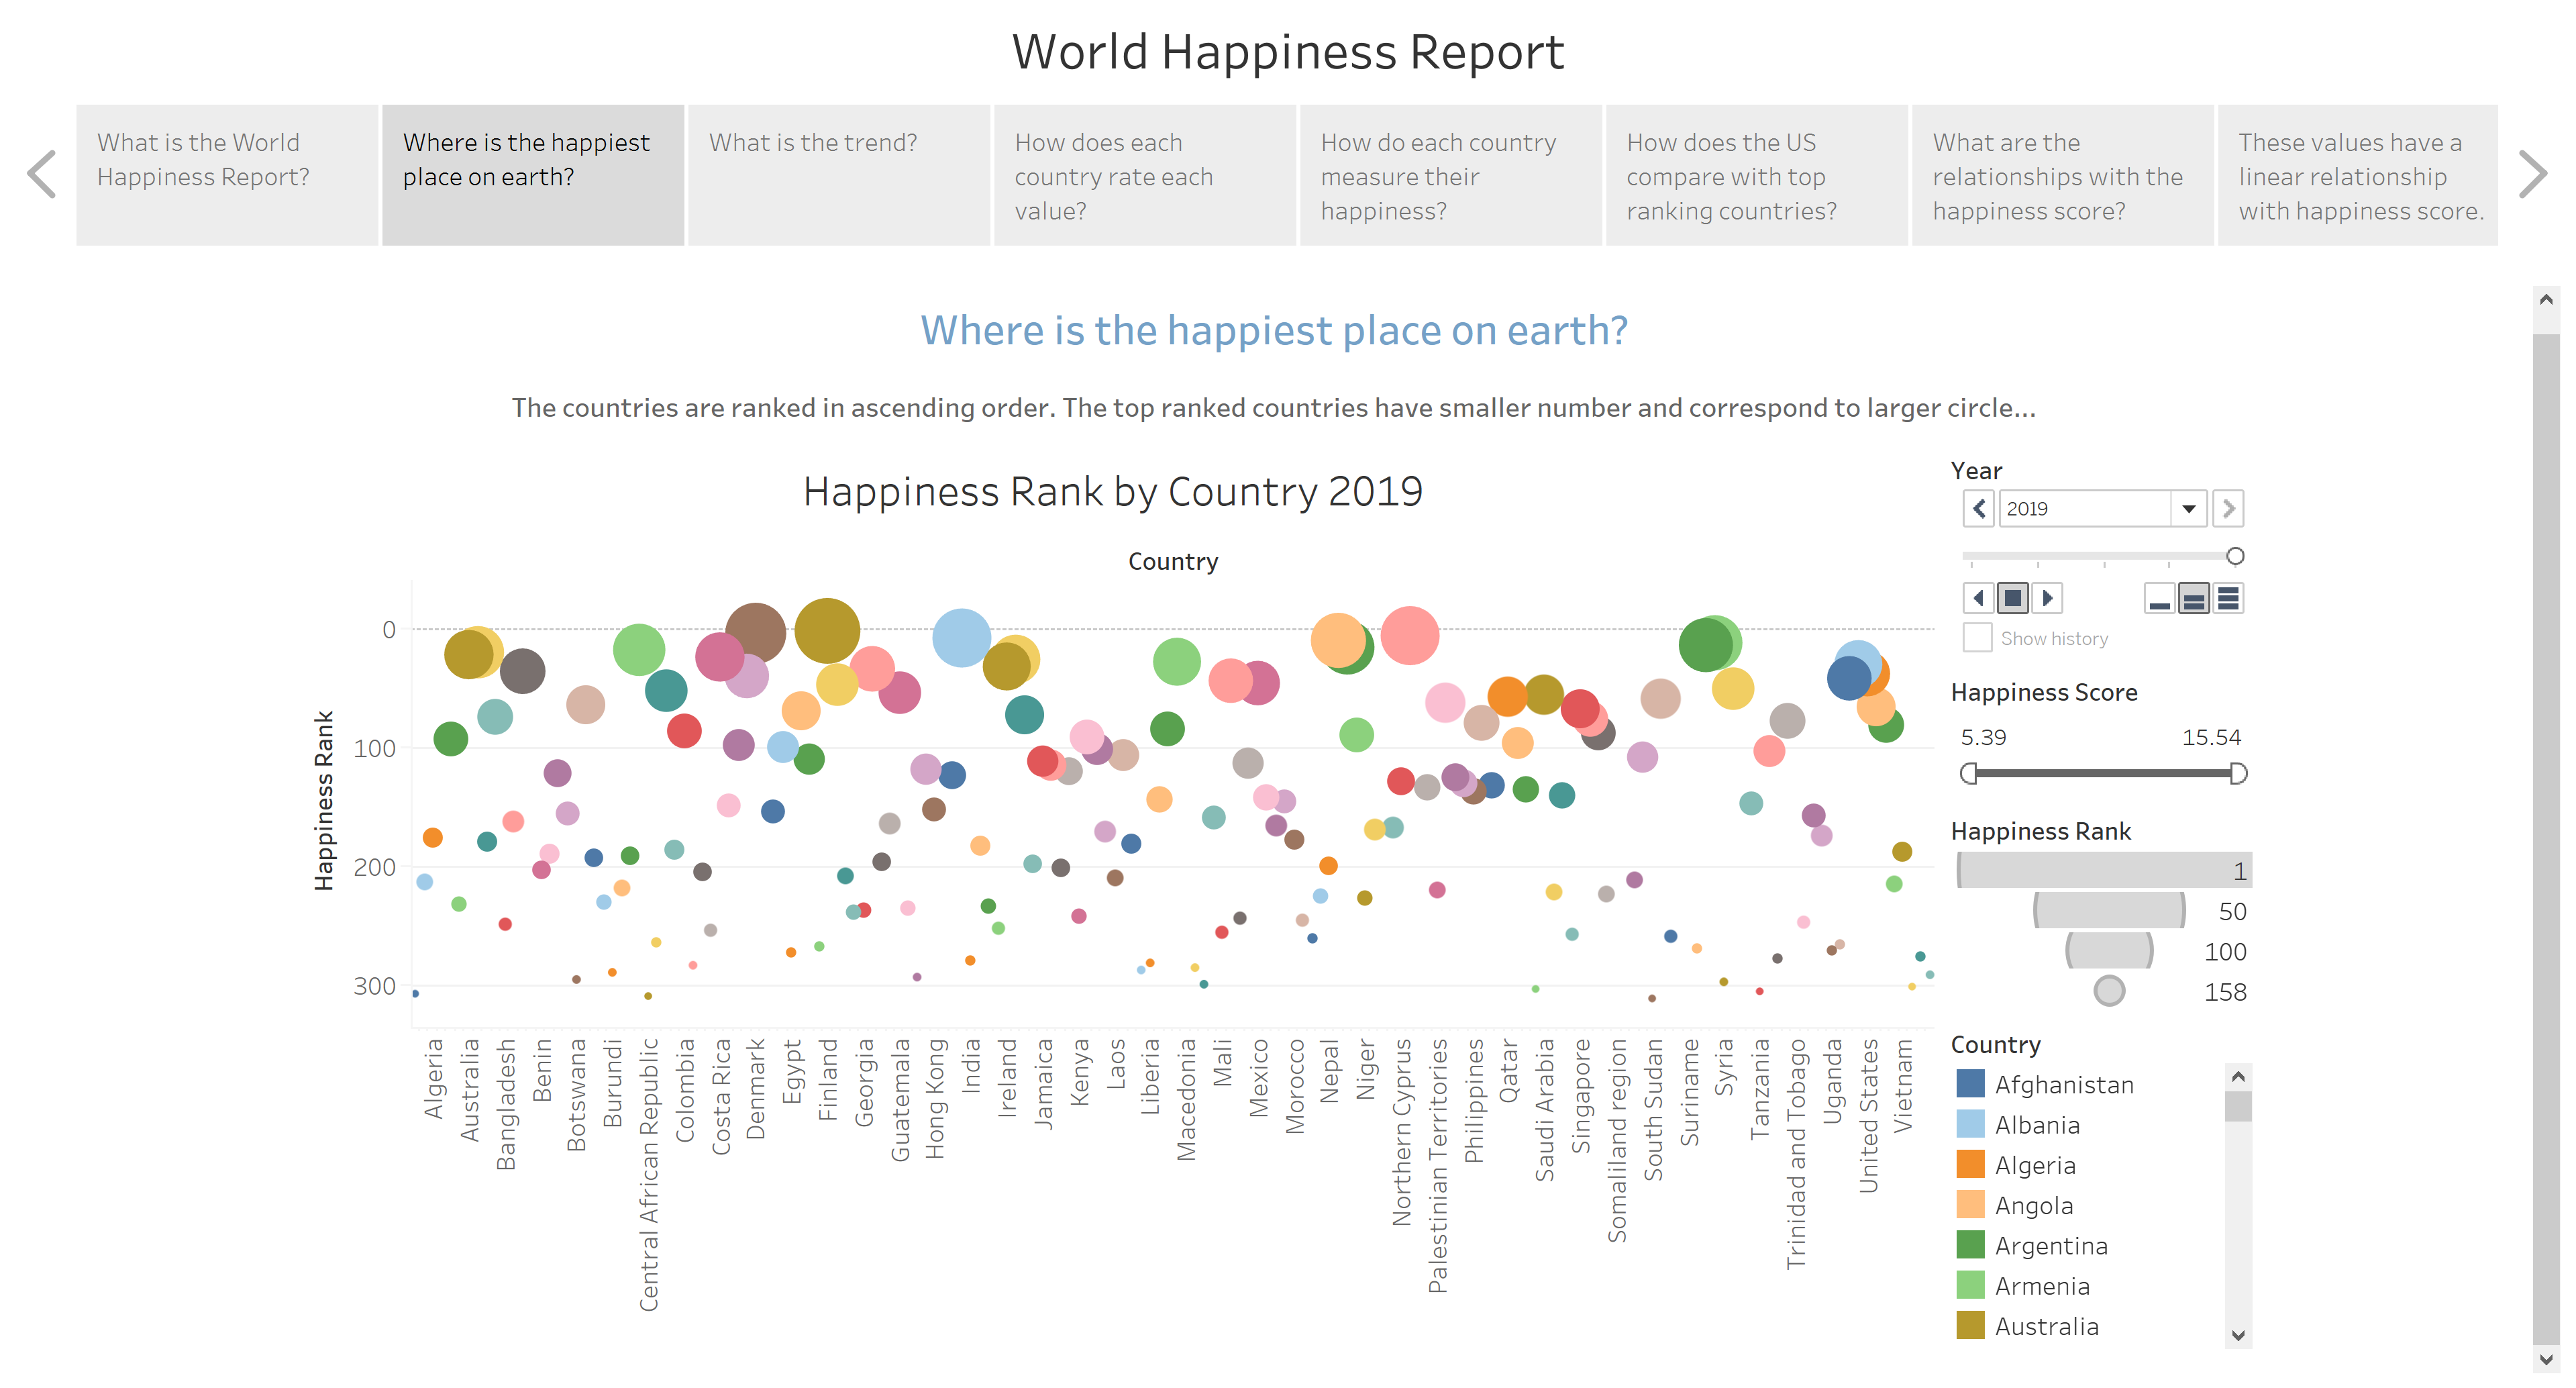 World Happiness Report
What is the World
Happiness Report?
Where is the happiest
place on earth?
What is the trend?
How does each
country rate each
value?
How do each country
measure their
happiness?
How does the US
compare with top
ranking countries?
What are the
relationships with the
happiness score?
These values have a
linear relationship
with happiness score.
Where is the happiest place on earth?
The countries are ranked in ascending order. The top ranked countries have smaller number and correspond to larger circle...
Happiness Rank by Country 2019
Country
Happiness Rank
0
100
200
300
Algeria
Australia
Bangladesh
Benin
Botswana
Burundi
Central African Republic
Colombia
Costa Rica
Denmark
Egypt
Finland
Georgia
Guatemala
Hong Kong
India
Ireland
Jamaica
Kenya
Laos
Liberia
Macedonia
Mali
Mexico
Morocco
Nepal
Niger
Northern Cyprus
Palestinian Territories
Philippines
Qatar
Saudi Arabia
Singapore
Somaliland region
South Sudan
Suriname
Syria
Tanzania
Trinidad and Tobago
Uganda
United States
Vietnam
Year
2019
Show history
Happiness Score
5.39 15.54
Happiness Rank
1
50
100
158
Country
Afghanistan
Albania
Algeria
Angola
Argentina
Armenia
Australia